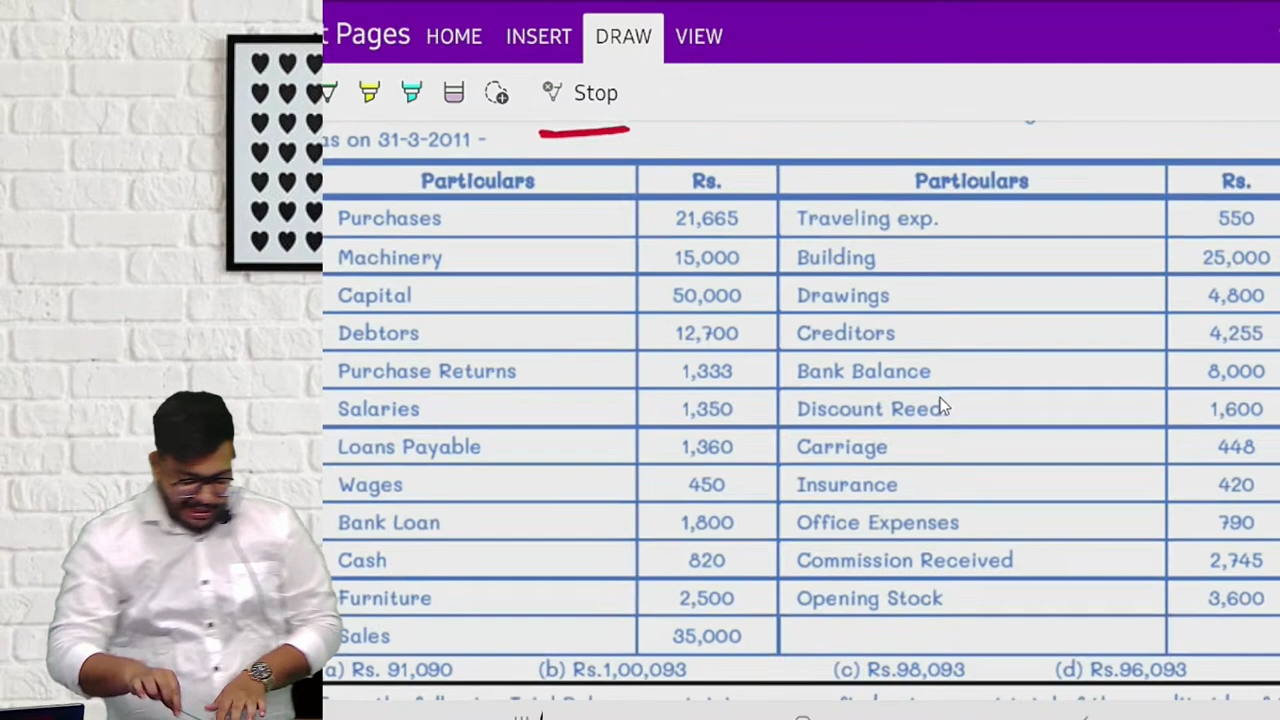 t Pages HOME INSERT DRAW VIEW
Stop
as on 31-3-2011 -
Particulars Rs. Particulars Rs.
Purchases 21,665 Traveling exp. 550
Machinery 15,000 Building 25,000
Capital 50,000 Drawings 4,800
Debtors 12,700 Creditors 4,255
Purchase Returns 1,333 Bank Balance 8,000
Salaries 1,350 Discount Reed 1,600
Loans Payable 1,360 Carriage 448
Wages 450 Insurance 420
Bank Loan 1,800 Office Expenses 790
Cash 820 Commission Received 2,745
Furniture 2,500 Opening Stock 3,600
Sales 35,000
a) Rs. 91,090 (b) Rs.1,00,093 (c) Rs.98,093 (d) Rs.96,093